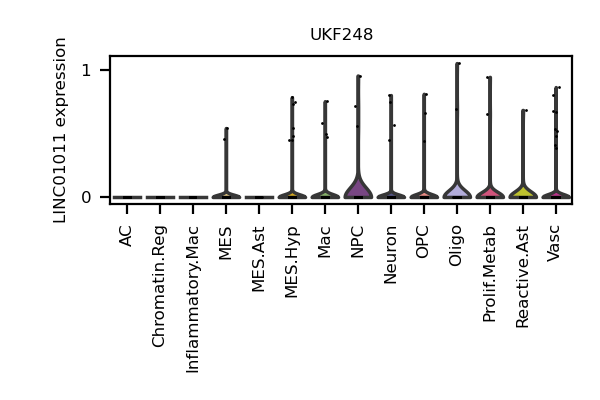 UKF248
LINC01011 expression
1
0
AC
Chromatin.Reg
Inflammatory.Mac
MES
MES.Ast
MES.Hyp
Mac
NPC
Neuron
OPC
Oligo
Prolif.Metab
Reactive.Ast
Vasc